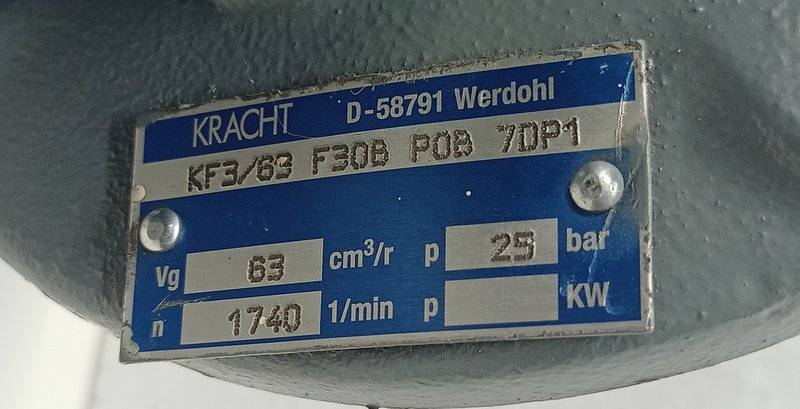 KRACHT D-58791 Werdohl
KF3/63 F30B P0B 7DP1
Vg 63 cm³/r p 25 bar
n 1740 1/min p KW